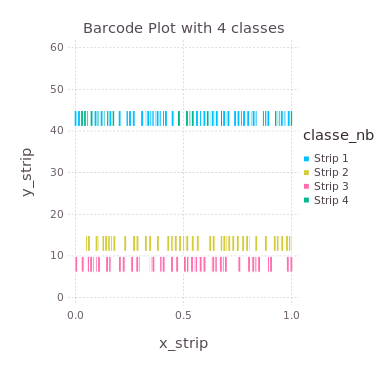 Barcode Plot with 4 classes
60
50
40
30
20
10
0
y_strip
0.0
0.5
1.0
x_strip
classe_nb
Strip 1
Strip 2
Strip 3
Strip 4